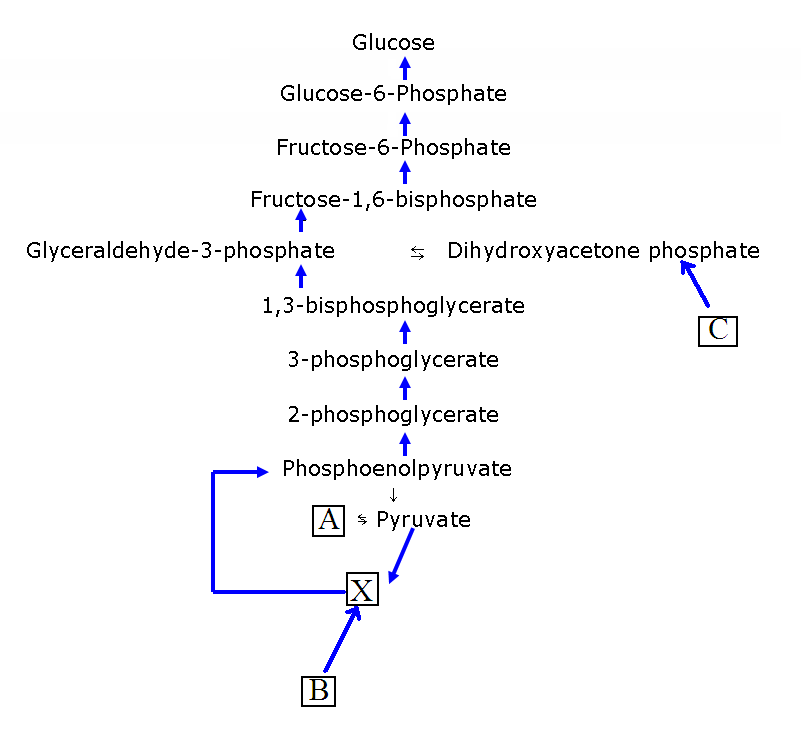 Glucose
Glucose-6-Phosphate
Fructose-6-Phosphate
Fructose-1,6-bisphosphate
Glyceraldehyde-3-phosphate ⇆ Dihydroxyacetone phosphate
1,3-bisphosphoglycerate
C
3-phosphoglycerate
2-phosphoglycerate
Phosphoenolpyruvate
↓
A ⇆ Pyruvate
X
B